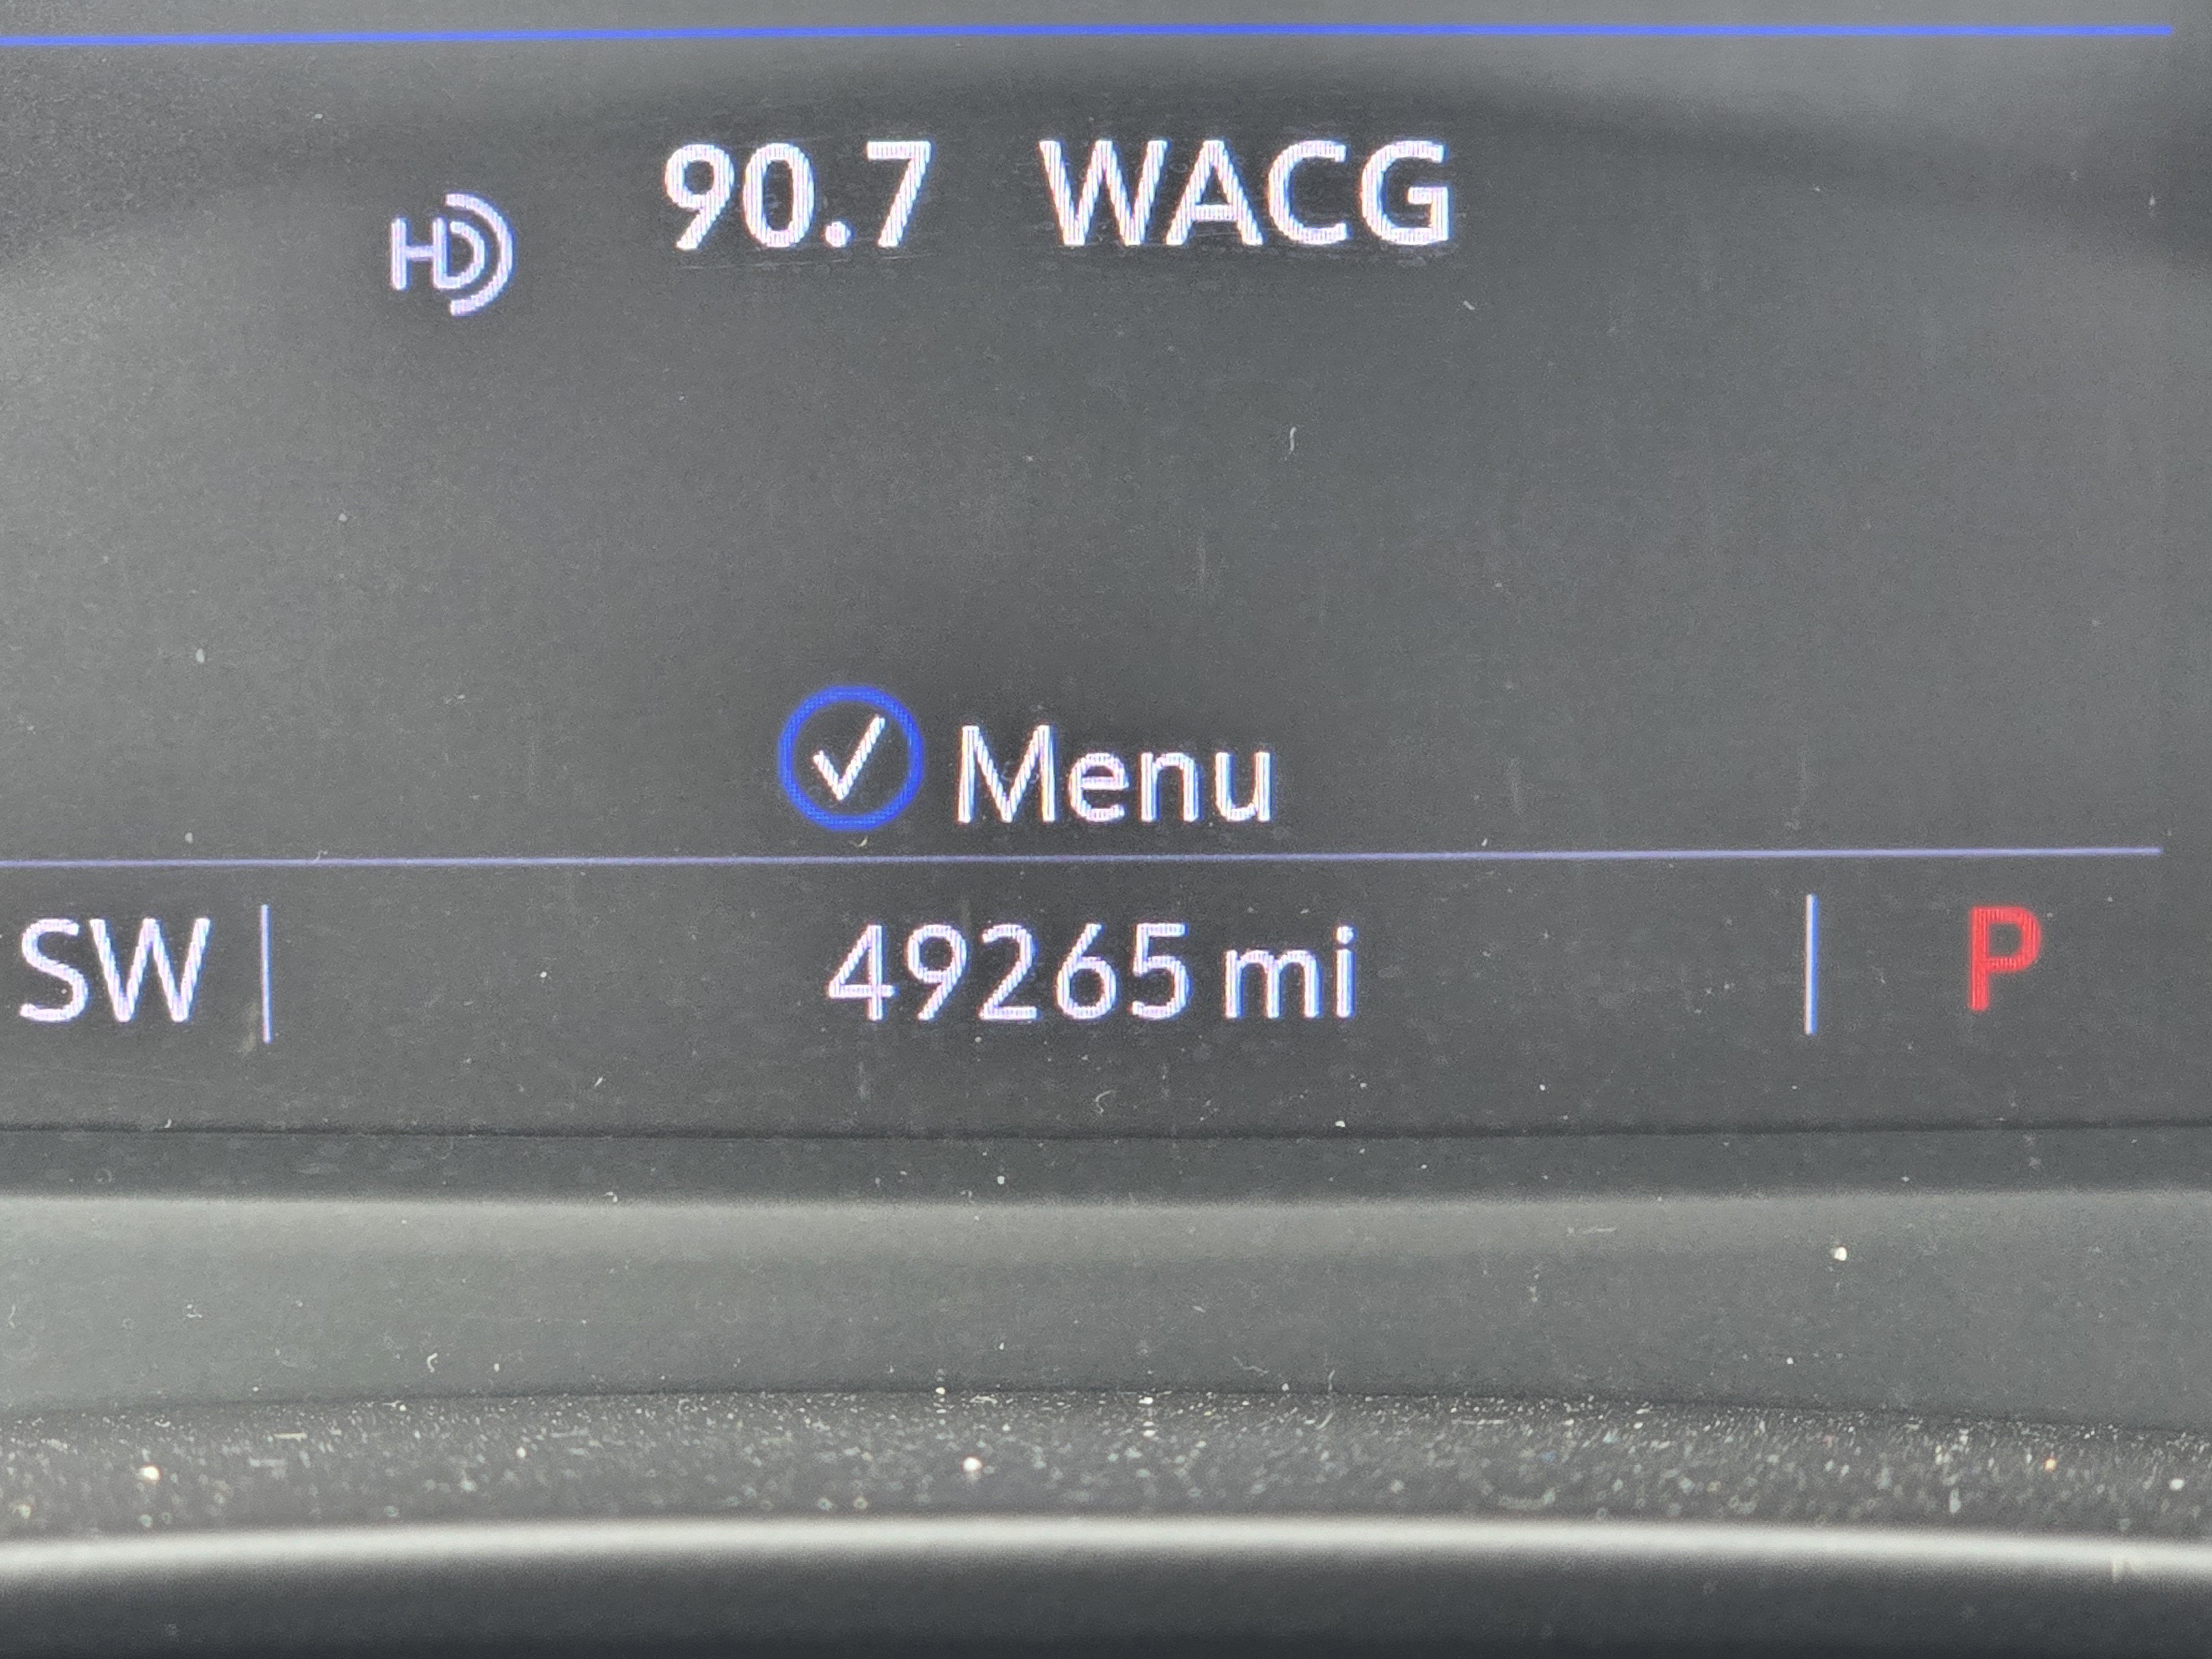 90.7 WACG
HD
Menu
SW 49265 mi P